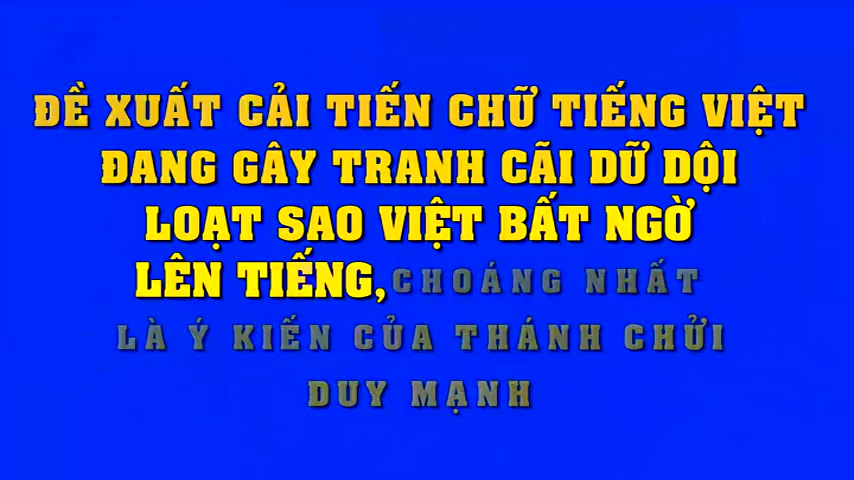 ĐỀ XUẤT CẢI TIẾN CHỮ TIẾNG VIỆT
ĐANG GÂY TRANH CÃI DỮ DỘI
LOẠT SAO VIỆT BẤT NGỜ
LÊN TIẾNG, CHOÁNG NHẤT
LÀ Ý KIẾN CỦA THÁNH CHỬI
DUY MẠNH